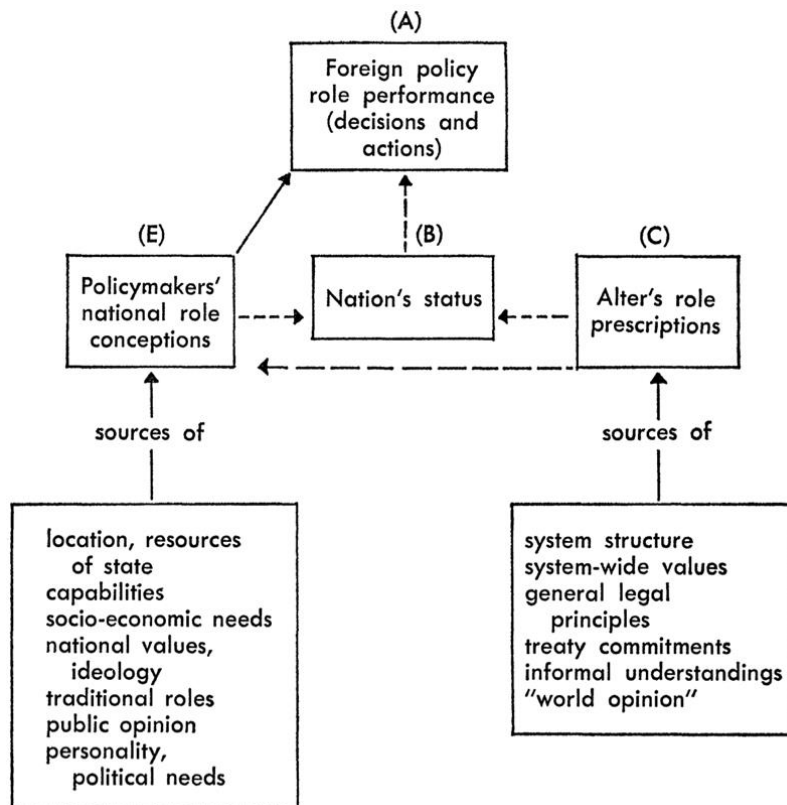 (A)
Foreign policy
role performance
(decisions and
actions)
(E)
Policymakers'
national role
conceptions
(B)
Nation's status
(C)
Alter's role
prescriptions
sources of
sources of
location, resources
of state
capabilities
socio-economic needs
national values,
ideology
traditional roles
public opinion
personality,
political needs
system structure
system-wide values
general legal
principles
treaty commitments
informal understandings
"world opinion"